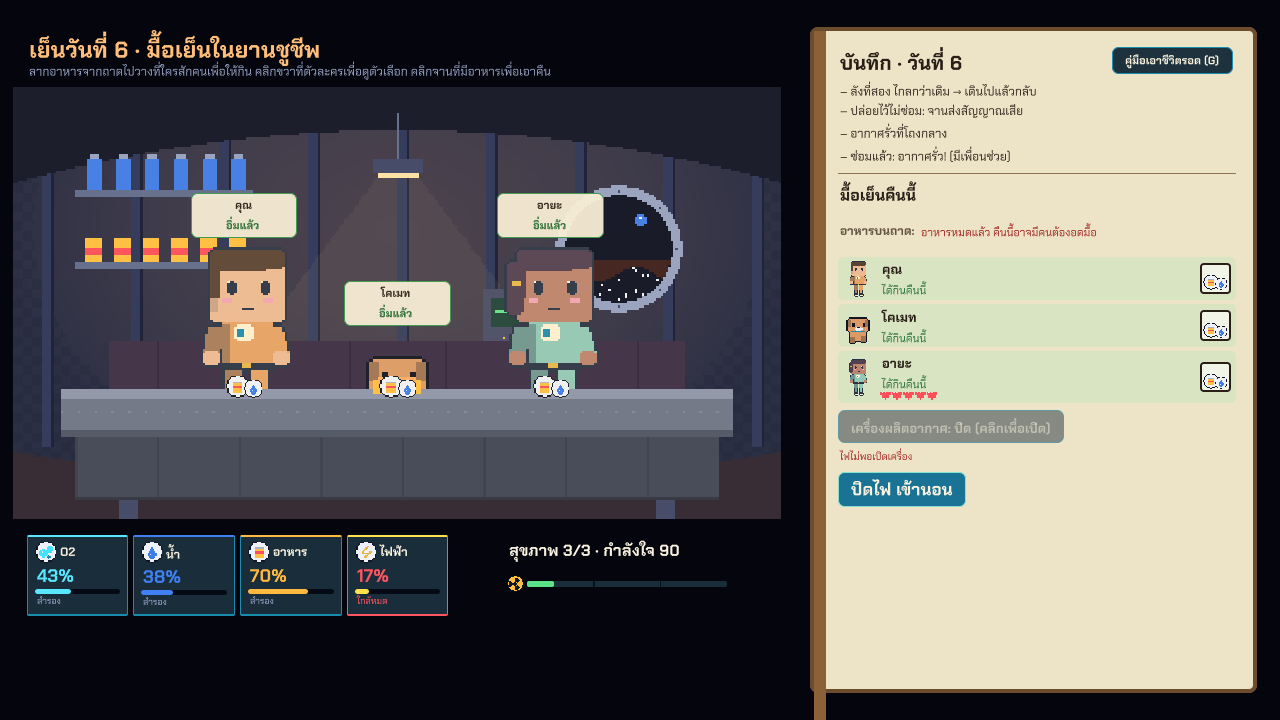 เย็นวันที่ 6 · มื้อเย็นในยานชูชีพ
ลากอาหารจากถาดไปวางที่ใครสักคนเพื่อให้กิน คลิกขวาที่ตัวละครเพื่อดูตัวเลือก คลิกจานที่มีอาหารเพื่อเอาคืน
คุณ
อิ่มแล้ว
อายะ
อิ่มแล้ว
โคเมท
อิ่มแล้ว
O2
43%
สำรอง
น้ำ
38%
สำรอง
อาหาร
70%
สำรอง
ไฟฟ้า
17%
ใกล้หมด
สุขภาพ 3/3 · กำลังใจ 90
บันทึก · วันที่ 6
คู่มือเอาชีวิตรอด (G)
– ลังที่สอง ไกลกว่าเดิม → เดินไปแล้วกลับ
– ปล่อยไว้ไม่ซ่อม: จานส่งสัญญาณเสีย
– อากาศรั่วที่โถงกลาง
– ซ่อมแล้ว: อากาศรั่ว! (มีเพื่อนช่วย)
มื้อเย็นคืนนี้
อาหารบนถาด: อาหารหมดแล้ว คืนนี้อาจมีคนต้องอดมื้อ
คุณ
ได้กินคืนนี้
โคเมท
ได้กินคืนนี้
อายะ
ได้กินคืนนี้
เครื่องผลิตอากาศ: ปิด (คลิกเพื่อเปิด)
ไฟไม่พอเปิดเครื่อง
ปิดไฟ เข้านอน